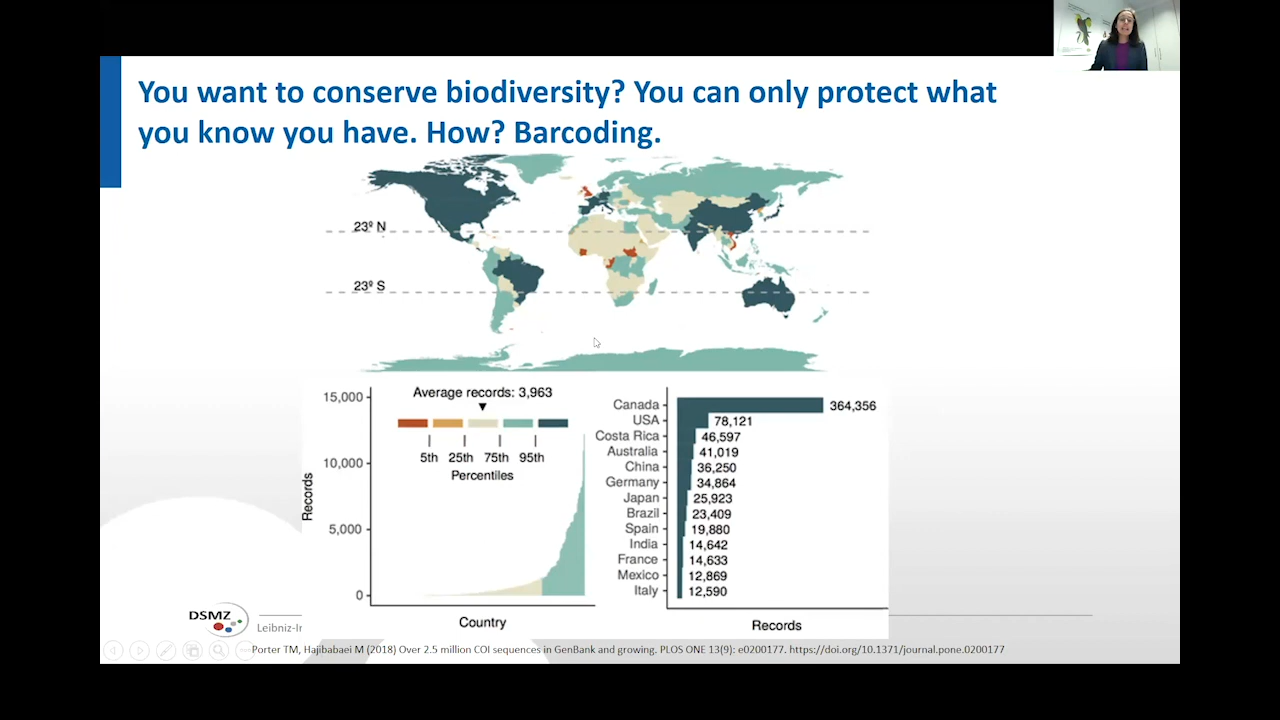 You want to conserve biodiversity? You can only protect what
you know you have. How? Barcoding.
23º N
23º S
Average records: 3,963
5th 25th 75th 95th
Percentiles
15,000
10,000
5,000
0
Records
Country
Canada 364,356
USA 78,121
Costa Rica 46,597
Australia 41,019
China 36,250
Germany 34,864
Japan 25,923
Brazil 23,409
Spain 19,880
India 14,642
France 14,633
Mexico 12,869
Italy 12,590
Records
DSMZ
Leibniz-Ir
Porter TM, Hajibabaei M (2018) Over 2.5 million COI sequences in GenBank and growing. PLOS ONE 13(9): e0200177. https://doi.org/10.1371/journal.pone.0200177